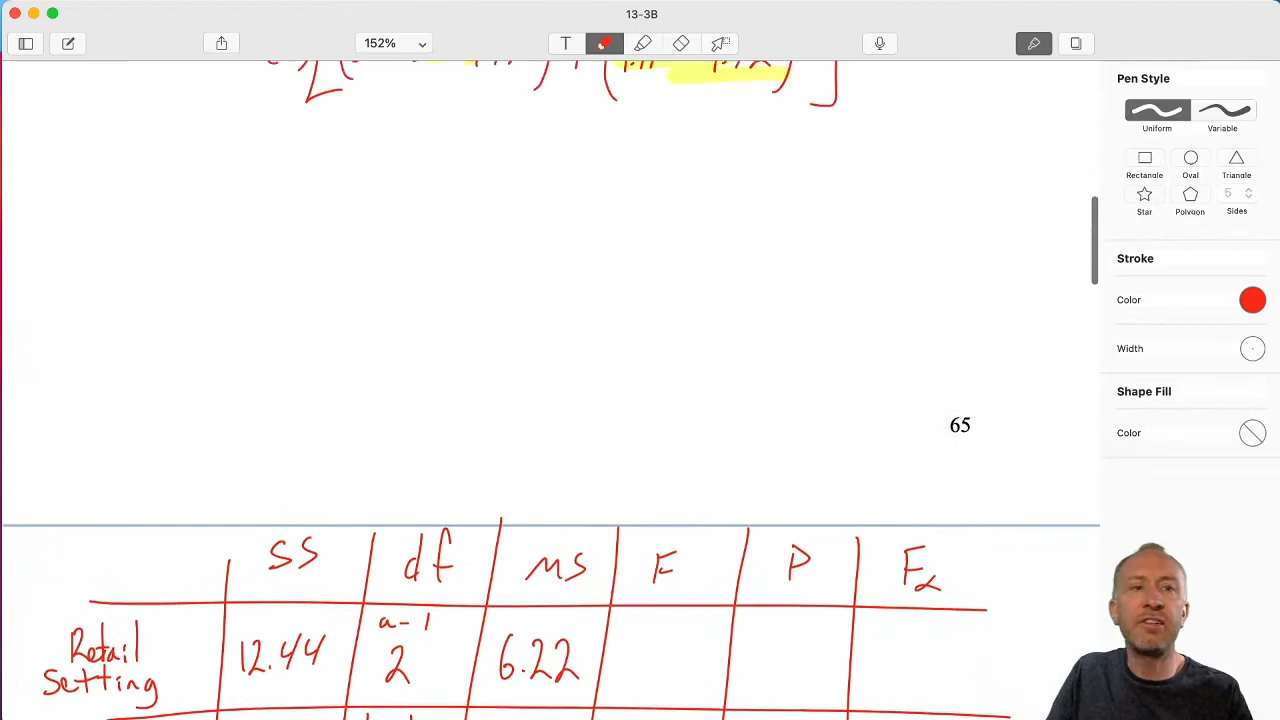 13-3B
152%
T
Pen Style
Uniform Variable
Rectangle Oval Triangle
5
Star Polygon Sides
Stroke
Color
Width
Shape Fill
Color
65
SS df MS F P Fα
a-1
Retail
Setting 12.44 2 6.22